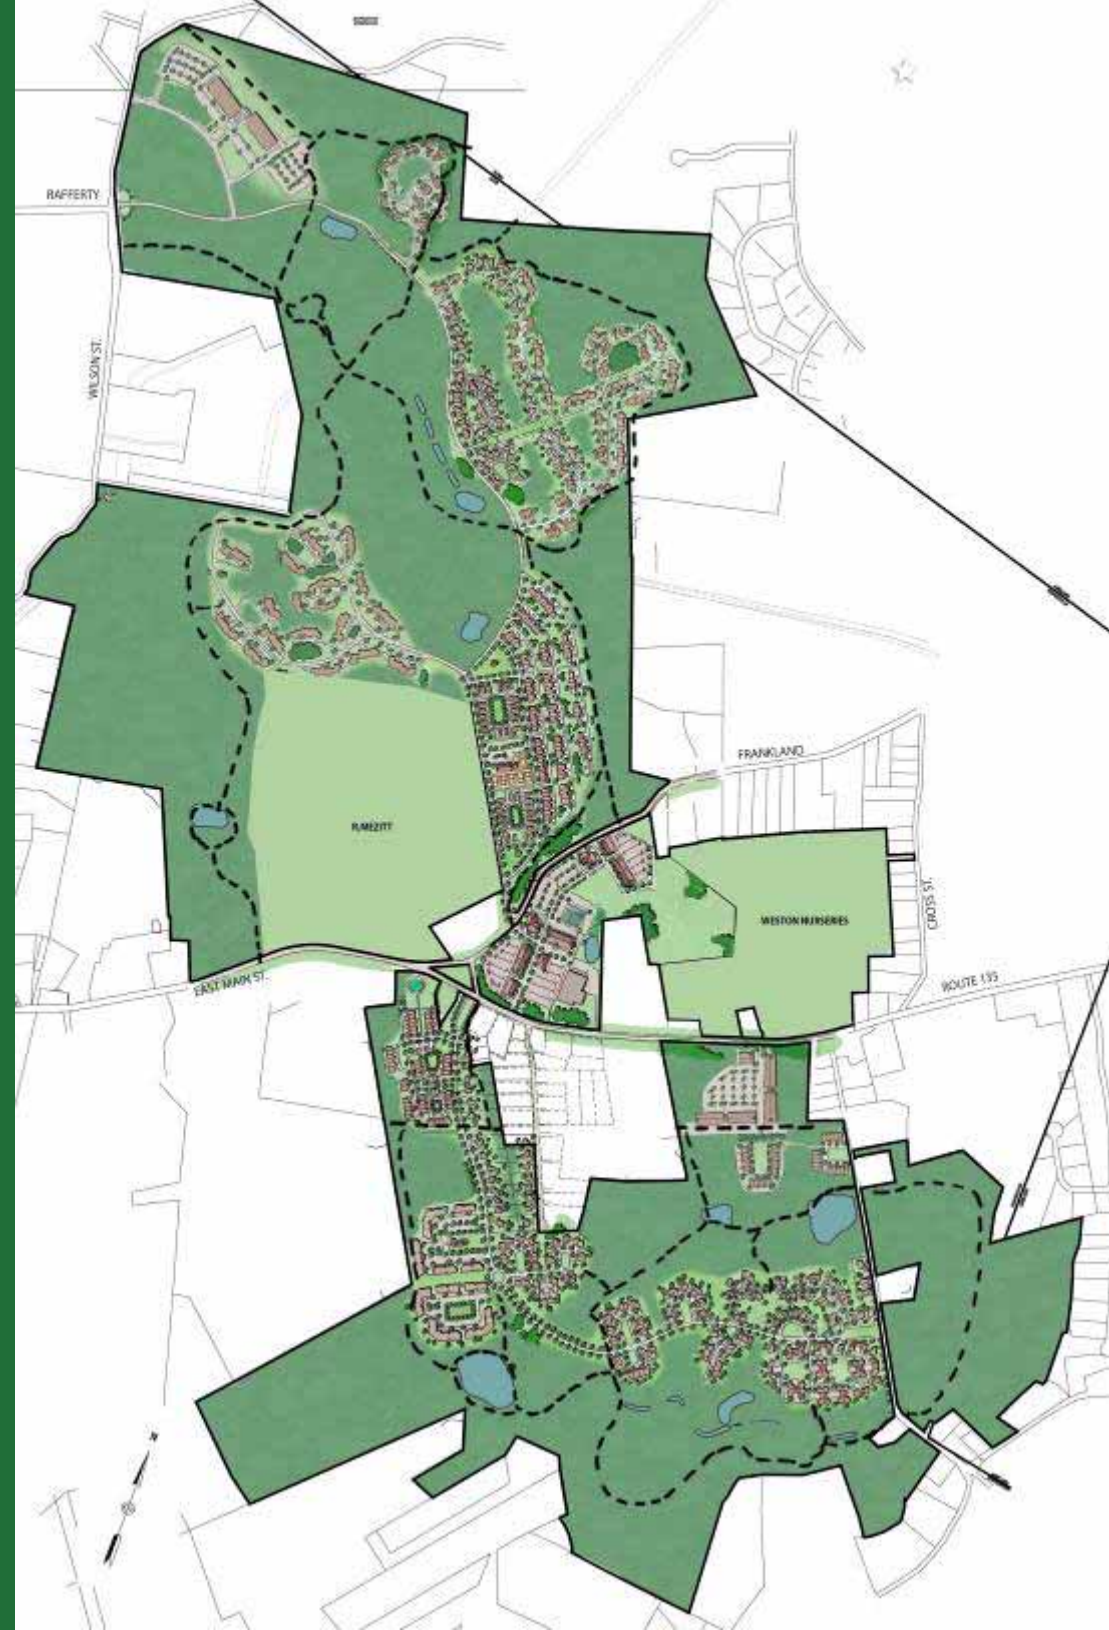 RAFFERTY
WILSON ST.
FRANKLAND
R.MEZITT
WESTON NURSERIES
CROSS ST.
EAST MAIN ST.
ROUTE 135